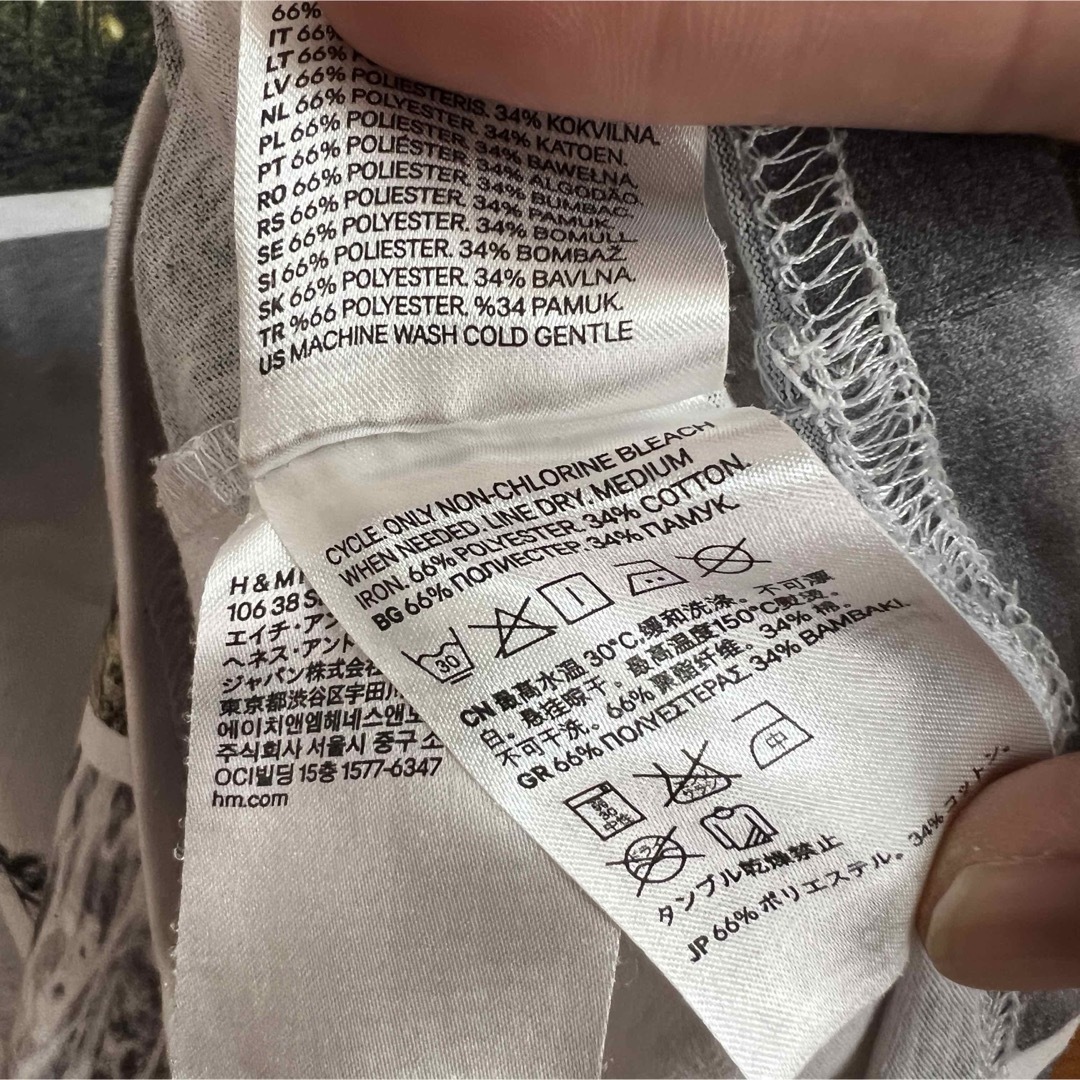 66%
IT 66%
LT 66%
LV 66% POLIESTERIS. 34% KOKVILNA.
NL 66% POLYESTER. 34% KATOEN.
PL 66% POLIESTER. 34% BAWEŁNA.
PT 66% POLIÉSTER. 34% ALGODÃO.
RO 66% POLIESTER. 34% BUMBAC.
RS 66% POLIESTER. 34% PAMUK.
SE 66% POLYESTER. 34% BOMULL.
SI 66% POLIESTER. 34% BOMBAŽ.
SK 66% POLYESTER. 34% BAVLNA.
TR %66 POLYESTER. %34 PAMUK.
US MACHINE WASH COLD GENTLE
CYCLE. ONLY NON-CHLORINE BLEACH
WHEN NEEDED. LINE DRY. MEDIUM
IRON. 66% POLYESTER. 34% COTTON.
BG 66% ПОЛИЕСТЕР. 34% ПАМУК.
30
CN 最高水温 30°C,缓和洗涤。不可漂
白。悬挂晾干。最高温度150°C熨烫。
不可干洗。66% 聚酯纤维。34% 棉。
GR 66% ΠΟΛΥΕΣΤΕΡΑΣ 34% ΒΑΜΒΑΚΙ.
弱
30
中性
中
タンブル乾燥禁止
JP 66% ポリエステル。34% コットン。
H & M
106 38 S
エイチ・アン
ヘネス・アンド
ジャパン株式会社
東京都渋谷区宇田川
에이치앤엠헤네스앤모
주식회사 서울시 중구 소
OCI빌딩 15층 1577-6347
hm.com